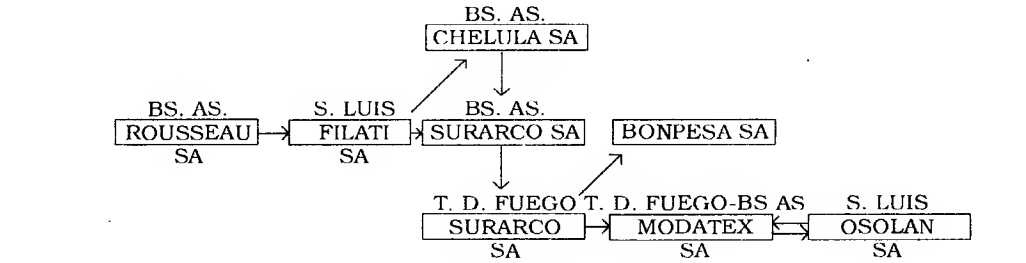 BS. AS.
CHELULA SA
BS. AS. S. LUIS BS. AS.
ROUSSEAU FILATI SURARCO SA BONPESA SA
SA SA
T. D. FUEGO T. D. FUEGO-BS AS S. LUIS
SURARCO MODATEX OSOLAN
SA SA SA